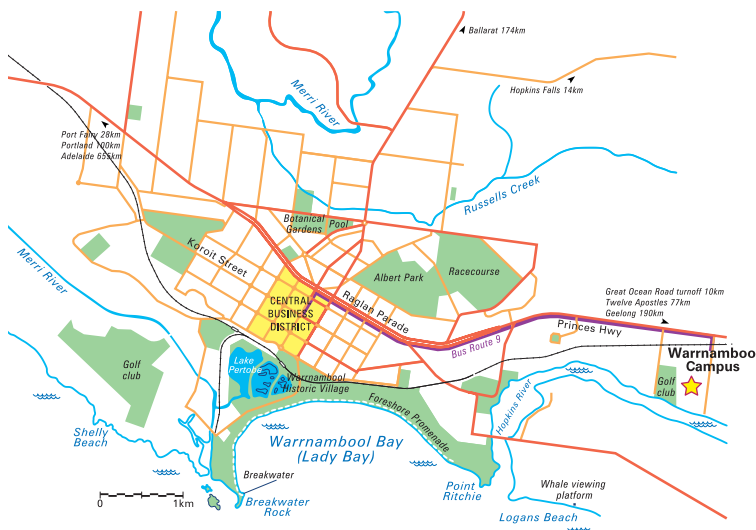 Ballarat 174km
Hopkins Falls 14km
Merri River
Port Fairy 28km
Portland 100km
Adelaide 655km
Russells Creek
Botanical
Gardens
Pool
Koroit Street
Merri River
Albert Park
Racecourse
CENTRAL
BUSINESS
DISTRICT
Raglan Parade
Great Ocean Road turnoff 10km
Twelve Apostles 77km
Geelong 190km
Princes Hwy
Bus Route 9
Warrnamboo
Campus
Lake
Pertobe
Golf
club
Warrnambool
Historic Village
Golf
club
Hopkins River
Foreshore Promenade
Shelly
Beach
Warrnambool Bay
(Lady Bay)
Breakwater
Point
Ritchie
Whale viewing
platform
0
1km
Breakwater
Rock
Logans Beach